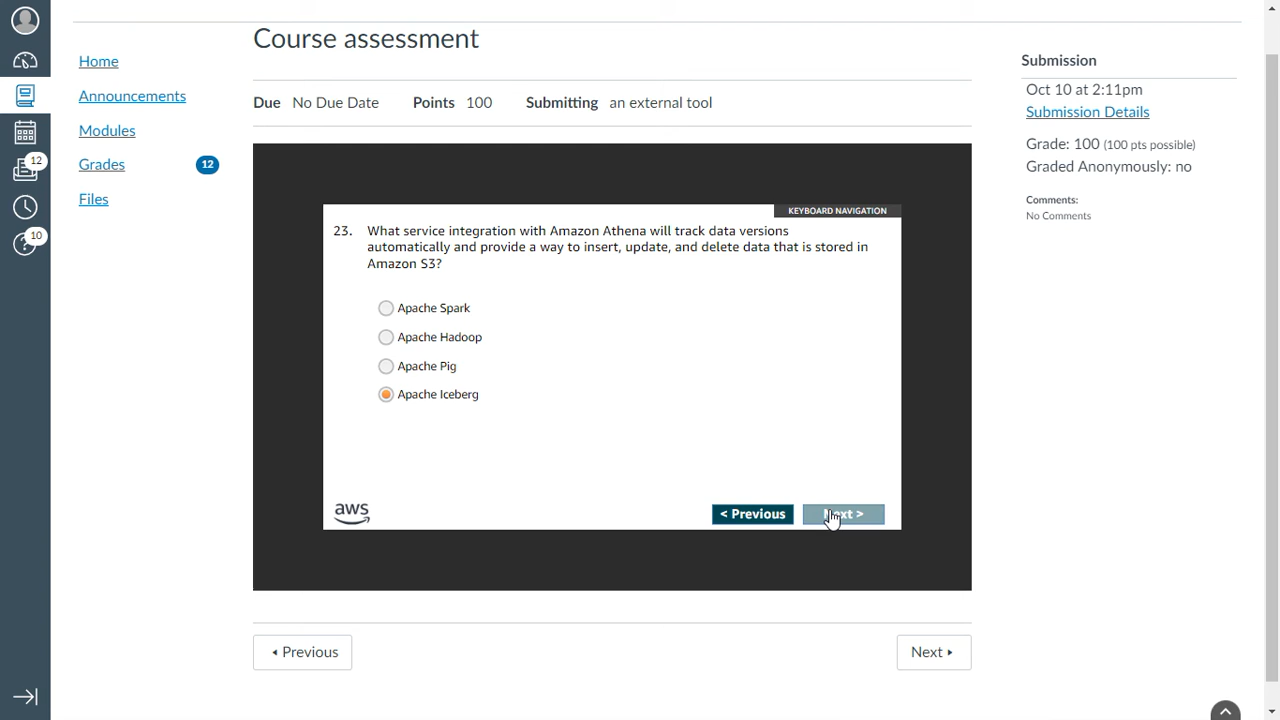 Course assessment
Home
Announcements
Modules
Grades 12
Files
12
10
Due No Due Date Points 100 Submitting an external tool
KEYBOARD NAVIGATION
23. What service integration with Amazon Athena will track data versions
automatically and provide a way to insert, update, and delete data that is stored in
Amazon S3?
Apache Spark
Apache Hadoop
Apache Pig
Apache Iceberg
aws
< Previous Next >
Previous Next
Submission
Oct 10 at 2:11pm
Submission Details
Grade: 100 (100 pts possible)
Graded Anonymously: no
Comments:
No Comments